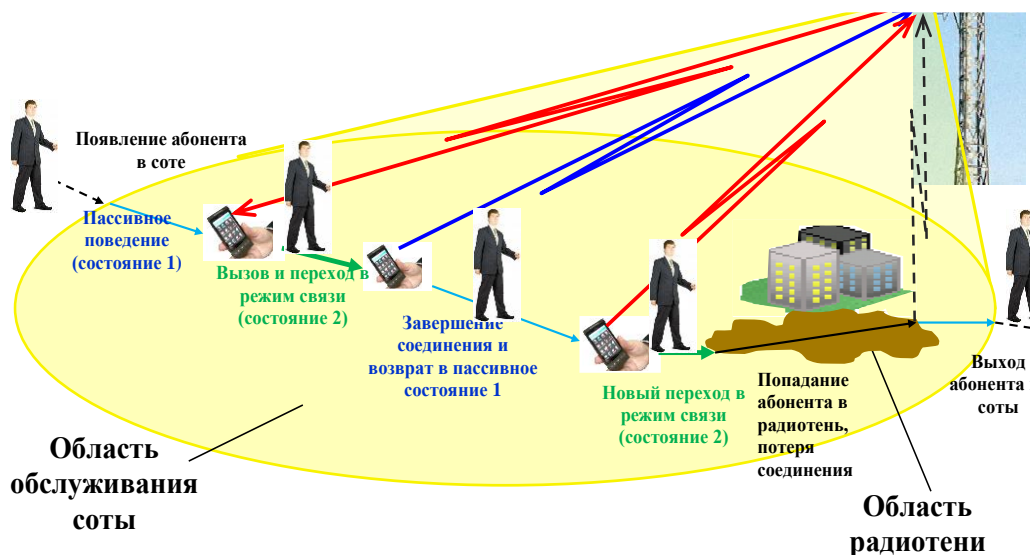 Появление абонента
в соте
Пассивное
поведение
(состояние 1)
Вызов и переход в
режим связи
(состояние 2)
Завершение
соединения и
возврат в пассивное
состояние 1
Новый переход в
режим связи
(состояние 2)
Попадание
абонента в
радиотень,
потеря
соединения
Выход
абонента
соты
Область
обслуживания
соты
Область
радиотени